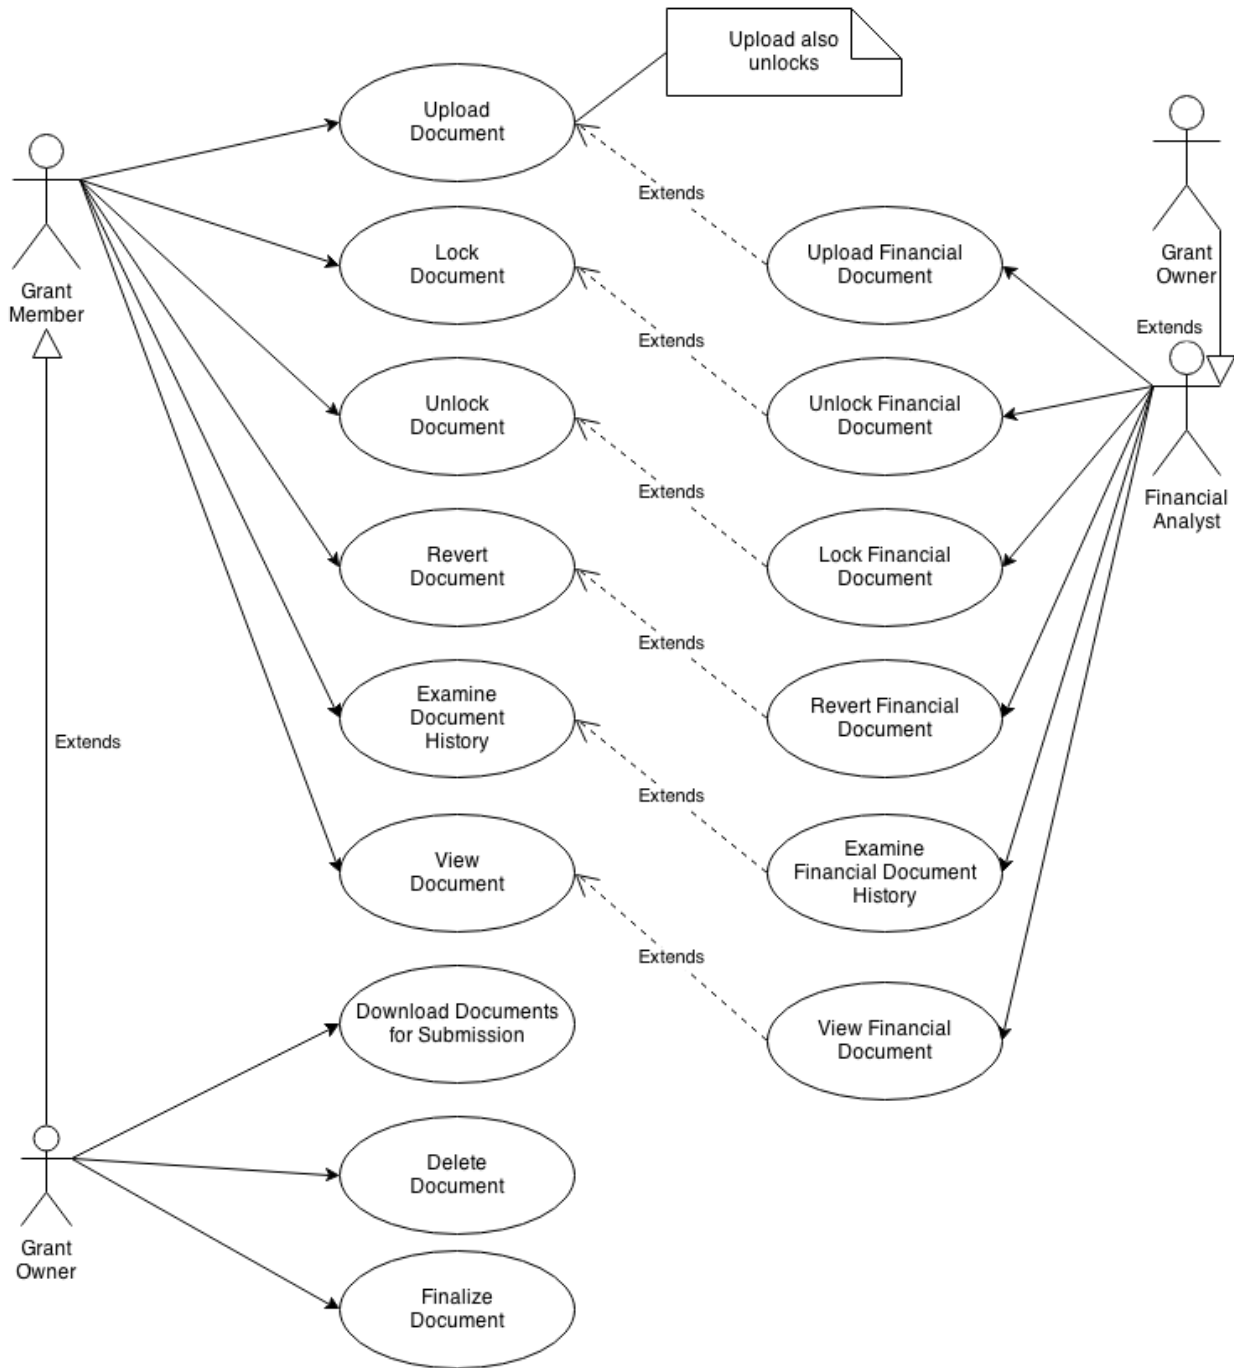 Upload also
unlocks
Upload
Document
Grant
Member
Lock
Document
Extends
Upload Financial
Document
Grant
Owner
Extends
Unlock
Document
Extends
Unlock Financial
Document
Financial
Analyst
Revert
Document
Extends
Lock Financial
Document
Examine
Document
History
Extends
Revert Financial
Document
Extends
View
Document
Extends
Examine
Financial Document
History
Download Documents
for Submission
Extends
View Financial
Document
Delete
Document
Grant
Owner
Finalize
Document